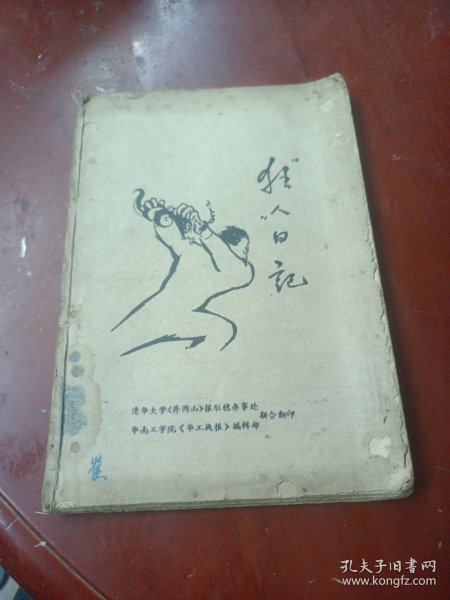 “狂”
人
日
记
清华大学《井冈山》报驻穗办事处
华南工学院《华工战报》编辑部
联合翻印
崔
孔夫子旧书网
www.kongfz.com